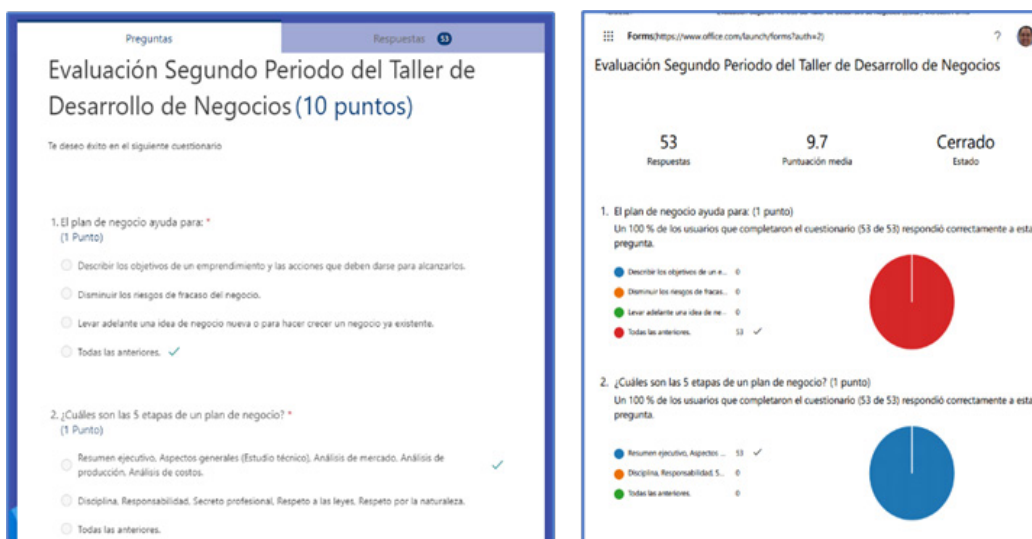 Preguntas
Respuestas 53
Evaluación Segundo Periodo del Taller de
Desarrollo de Negocios (10 puntos)
Te deseo éxito en el siguiente cuestionario
1. El plan de negocio ayuda para: *
(1 Punto)
Describir los objetivos de un emprendimiento y las acciones que deben darse para alcanzarlos.
Disminuir los riesgos de fracaso del negocio.
Levar adelante una idea de negocio nueva o para hacer crecer un negocio ya existente.
Todas las anteriores.
2. ¿Cuáles son las 5 etapas de un plan de negocio? *
(1 Punto)
Resumen ejecutivo, Aspectos generales (Estudio técnico), Análisis de mercado, Análisis de
producción, Análisis de costos.
Disciplina, Responsabilidad, Secreto profesional, Respeto a las leyes, Respeto por la naturaleza.
Todas las anteriores.
Forms(https://www.office.com/launch/forms?auth=2)
?
Evaluación Segundo Periodo del Taller de Desarrollo de Negocios
53
Respuestas
9.7
Puntuación media
Cerrado
Estado
1. El plan de negocio ayuda para: (1 punto)
Un 100 % de los usuarios que completaron el cuestionario (53 de 53) respondió correctamente a esta
pregunta.
Describir los objetivos de un e... 0
Disminuir los riesgos de fracas... 0
Levar adelante una idea de ne... 0
Todas las anteriores. 53
2. ¿Cuáles son las 5 etapas de un plan de negocio? (1 punto)
Un 100 % de los usuarios que completaron el cuestionario (53 de 53) respondió correctamente a esta
pregunta.
Resumen ejecutivo, Aspectos ... 53
Disciplina, Responsabilidad, S... 0
Todas las anteriores. 0